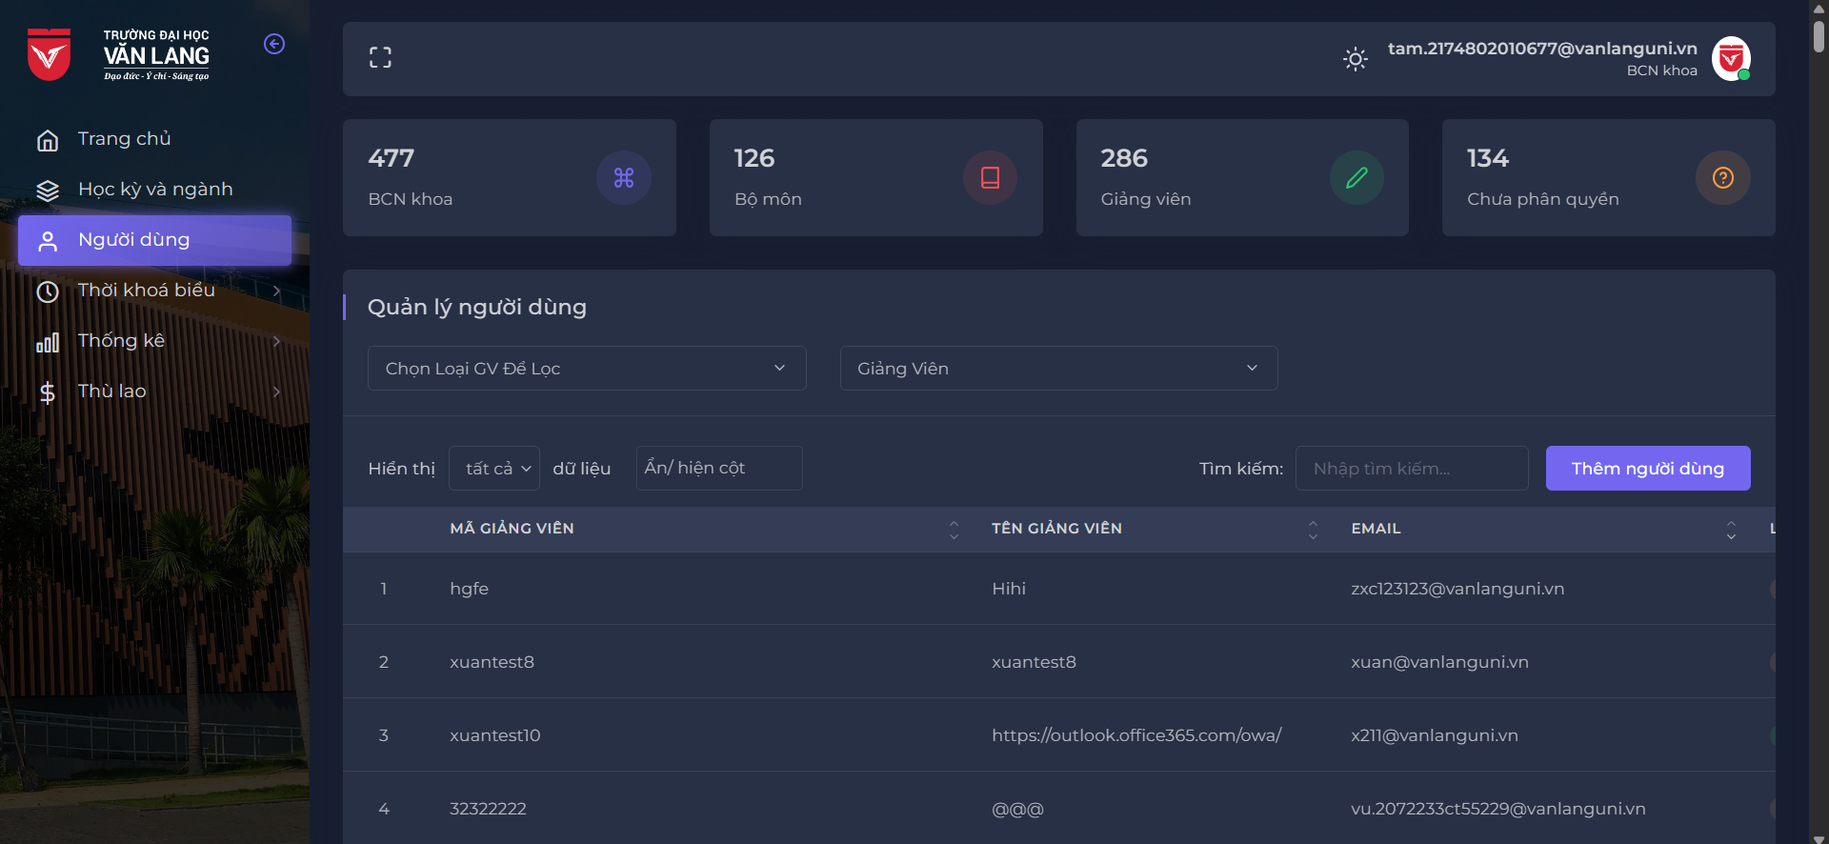 TRƯỜNG ĐẠI HỌC
VĂN LANG
Đạo đức - Ý chí - Sáng tạo
Trang chủ
Học kỳ và ngành
Người dùng
Thời khoá biểu
Thống kê
Thù lao
tam.2174802010677@vanlanguni.vn
BCN khoa
477
BCN khoa
126
Bộ môn
286
Giảng viên
134
Chưa phân quyền
Quản lý người dùng
Chọn Loại GV Để Lọc
Giảng Viên
Hiển thị tất cả dữ liệu Ẩn/ hiện cột Tìm kiếm: Nhập tìm kiếm... Thêm người dùng
MÃ GIẢNG VIÊN TÊN GIẢNG VIÊN EMAIL
1 hgfe Hihi zxc123123@vanlanguni.vn
2 xuantest8 xuantest8 xuan@vanlanguni.vn
3 xuantest10 https://outlook.office365.com/owa/ x211@vanlanguni.vn
4 32322222 @@@ vu.2072233ct55229@vanlanguni.vn